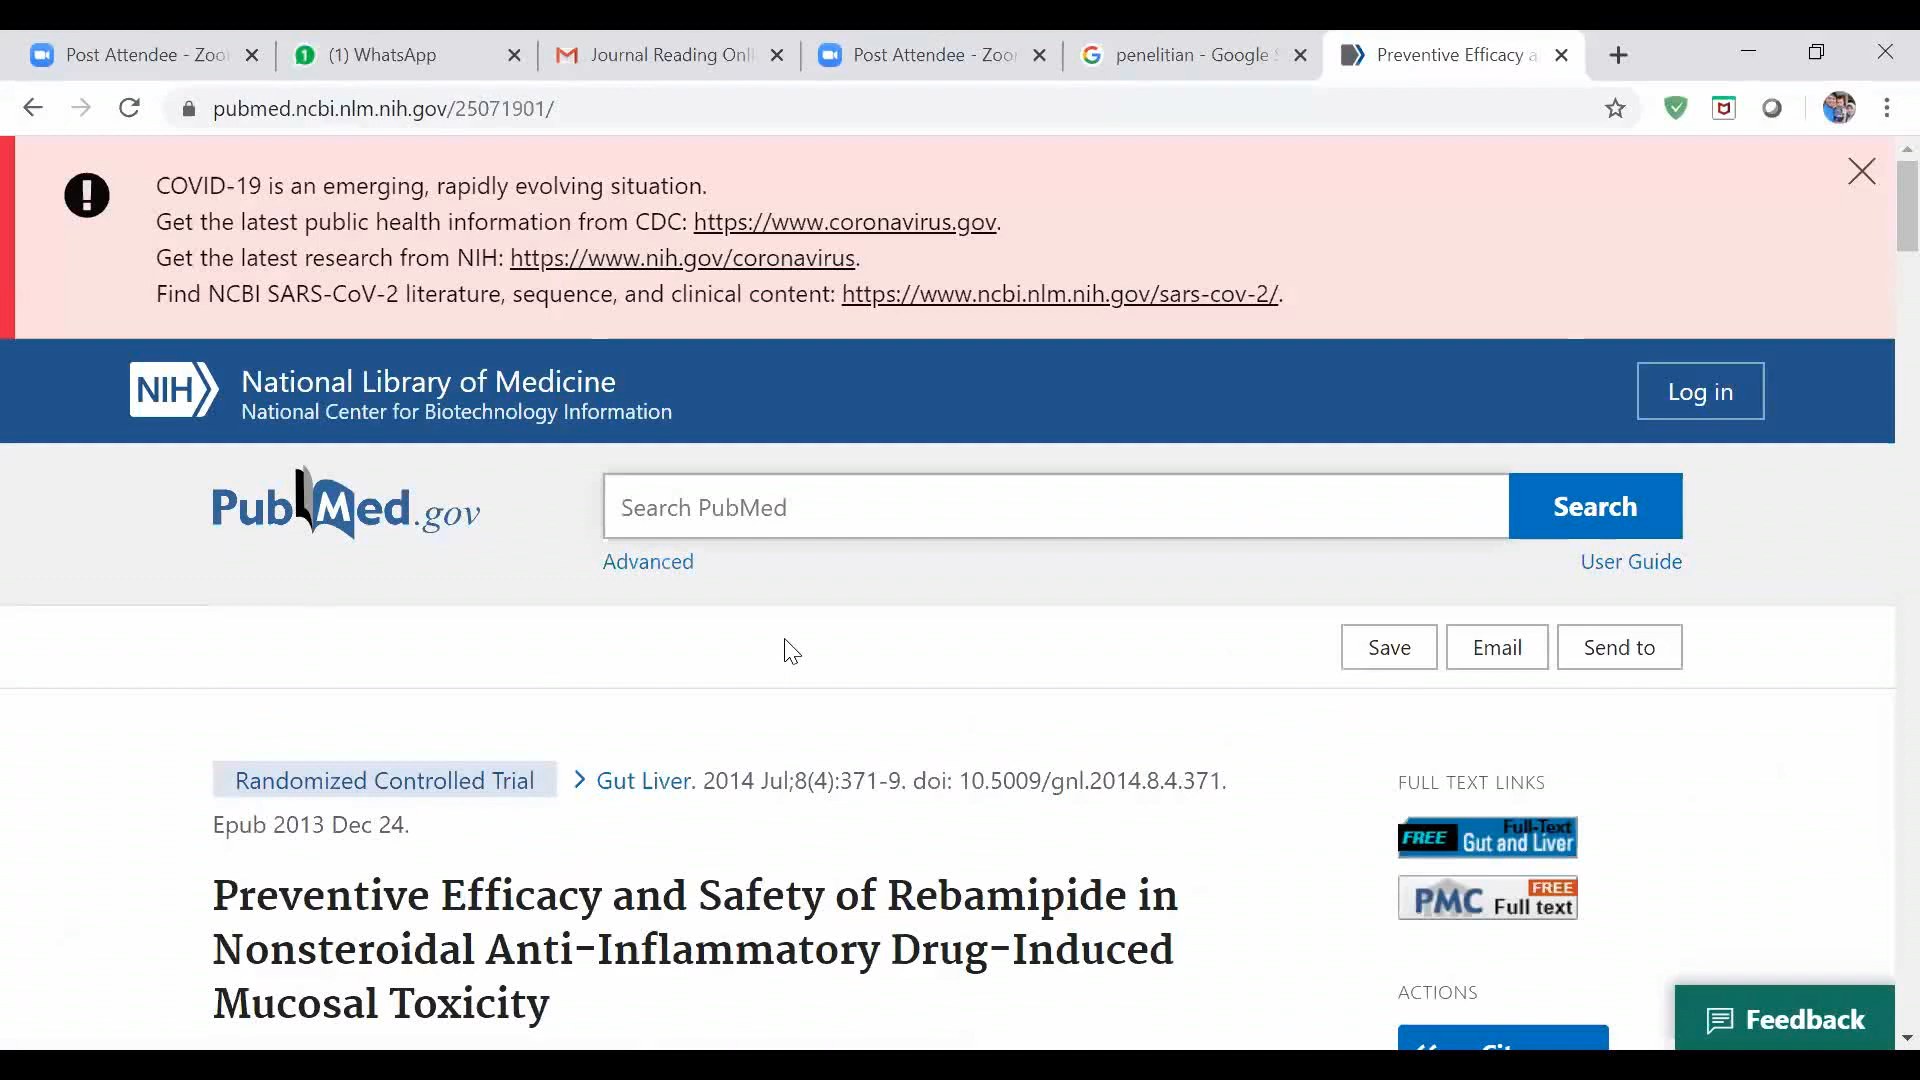 Post Attendee - Zoo
(1) WhatsApp
Journal Reading Onl
Post Attendee - Zoo
penelitian - Google S
Preventive Efficacy a
pubmed.ncbi.nlm.nih.gov/25071901/
COVID-19 is an emerging, rapidly evolving situation.
Get the latest public health information from CDC: https://www.coronavirus.gov.
Get the latest research from NIH: https://www.nih.gov/coronavirus.
Find NCBI SARS-CoV-2 literature, sequence, and clinical content: https://www.ncbi.nlm.nih.gov/sars-cov-2/.
NIH
National Library of Medicine
National Center for Biotechnology Information
Log in
PubMed.gov
Search PubMed
Search
Advanced
User Guide
Save
Email
Send to
Randomized Controlled Trial
Gut Liver. 2014 Jul;8(4):371-9. doi: 10.5009/gnl.2014.8.4.371.
Epub 2013 Dec 24.
Preventive Efficacy and Safety of Rebamipide in
Nonsteroidal Anti-Inflammatory Drug-Induced
Mucosal Toxicity
FULL TEXT LINKS
FREE Full-Text
Gut and Liver
PMC FREE
Full text
ACTIONS
Feedback